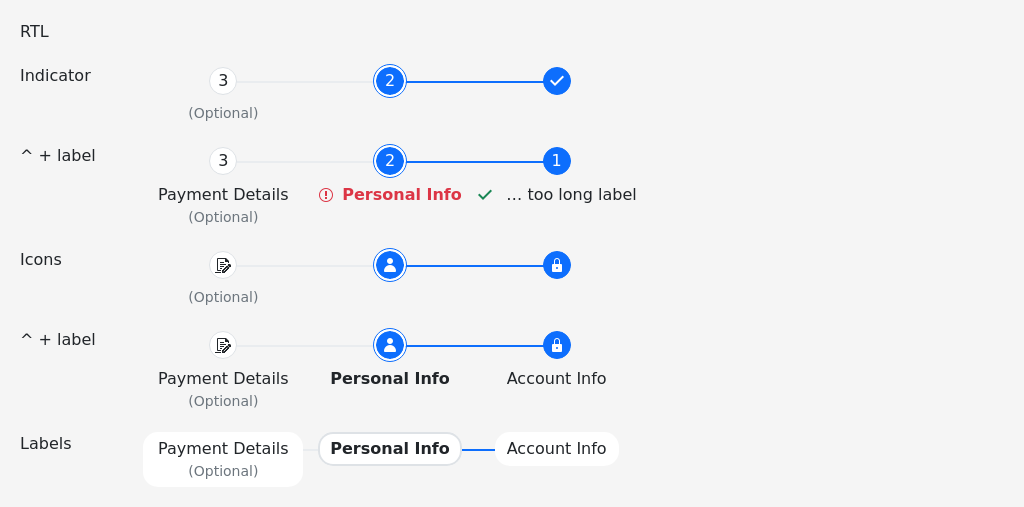 RTL
Indicator
3 2
(Optional)
^ + label
3 2 1
Payment Details Personal Info ... too long label
(Optional)
Icons
(Optional)
^ + label
Payment Details Personal Info Account Info
(Optional)
Labels
Payment Details Personal Info Account Info
(Optional)